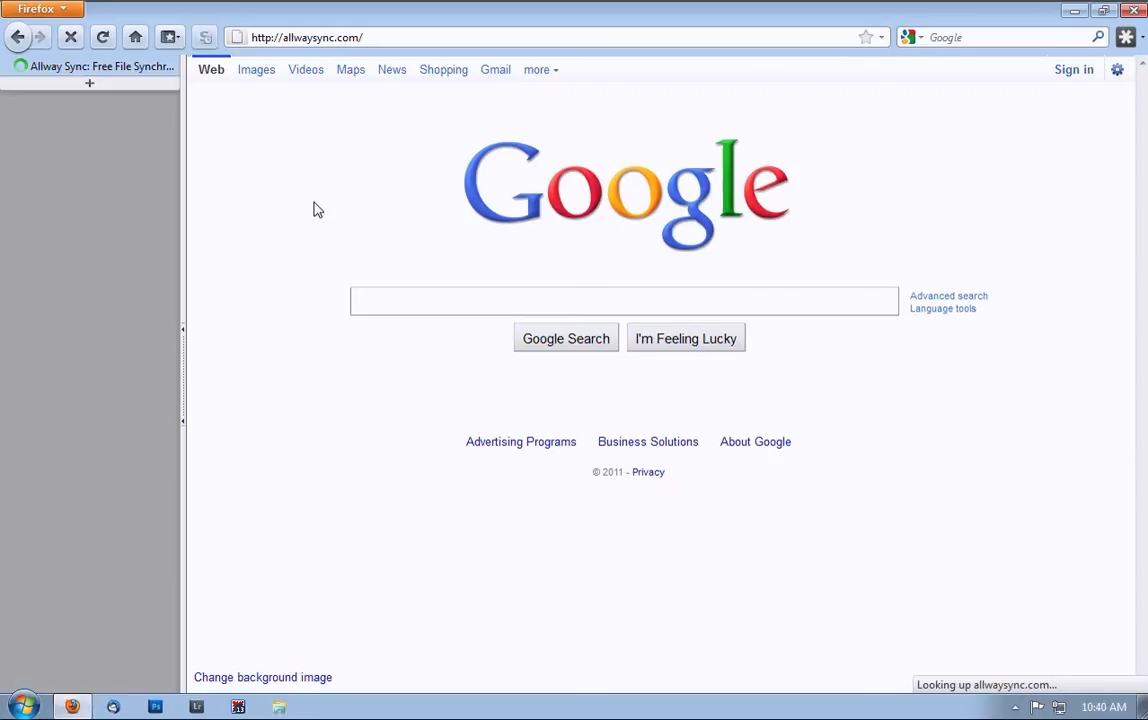 Firefox
http://allwaysync.com/
Google
Allway Sync: Free File Synchr...
Web Images Videos Maps News Shopping Gmail more
Sign in
Google
Advanced search
Language tools
Google Search
I'm Feeling Lucky
Advertising Programs
Business Solutions
About Google
© 2011 - Privacy
Change background image
Looking up allwaysync.com...
Ps
Lr
10:40 AM